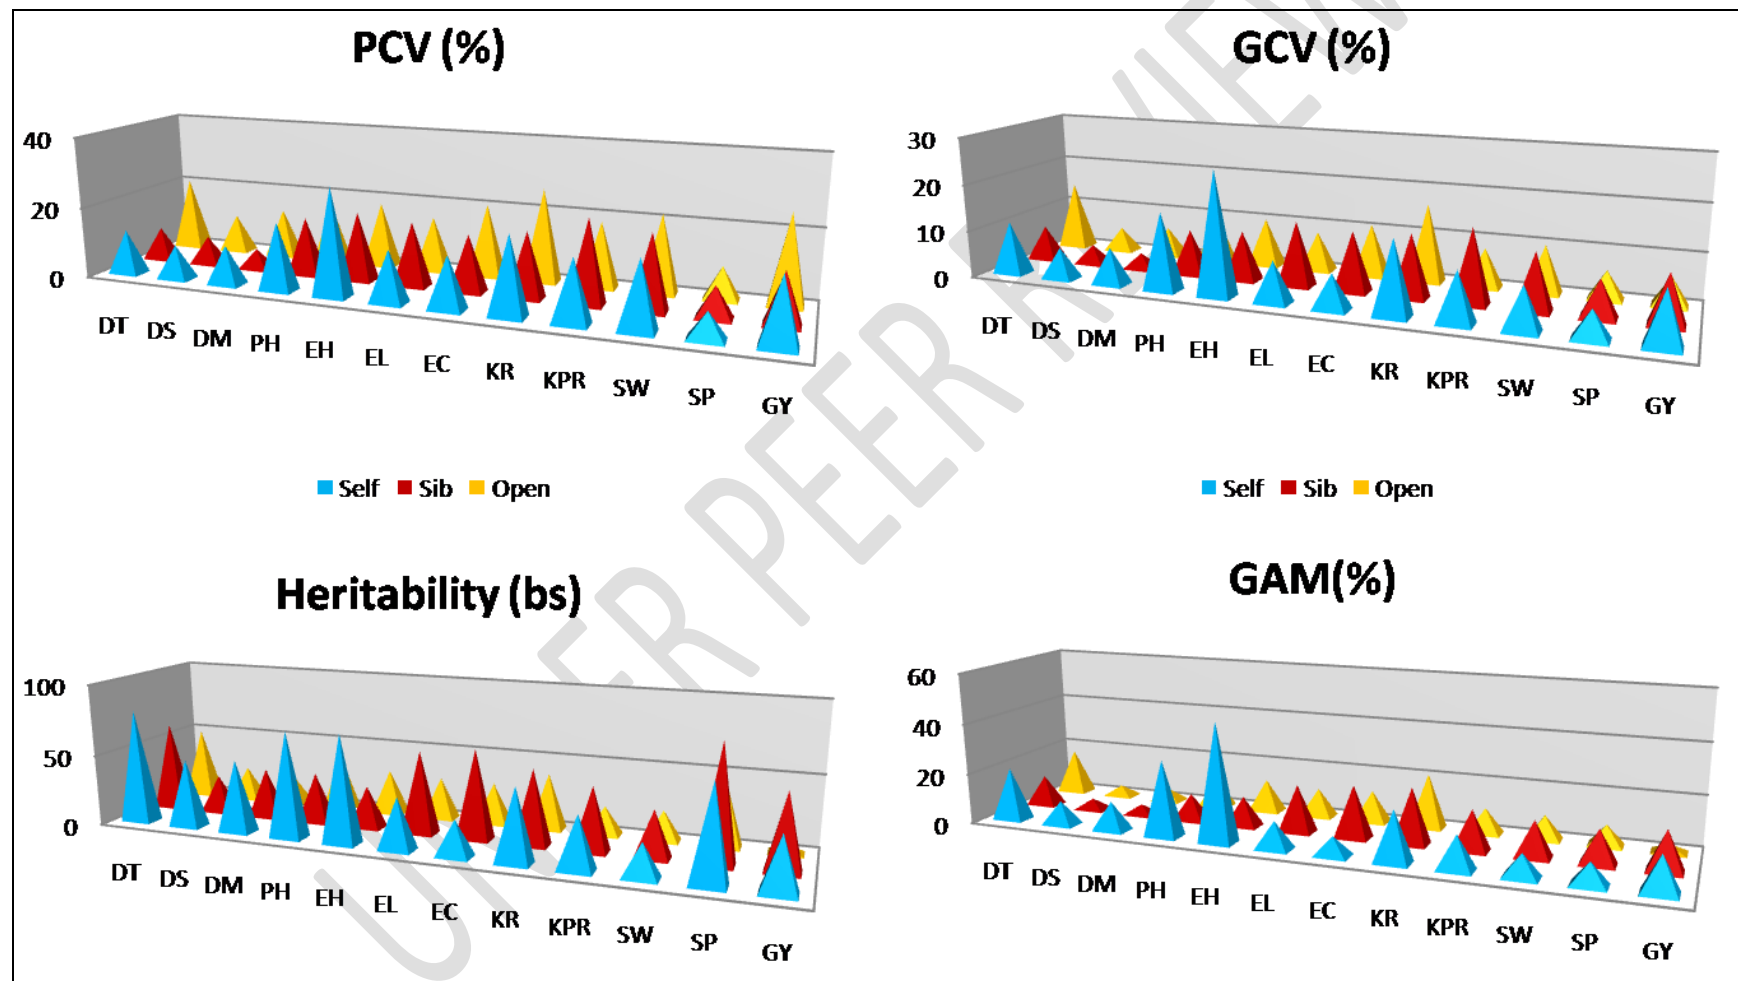 PCV (%)
40
20
0
DT DS DM PH EH EL EC KR KPR SW SP GY
Self Sib Open
GCV (%)
30
20
10
0
DT DS DM PH EH EL EC KR KPR SW SP GY
Self Sib Open
Heritability (bs)
100
50
0
DT DS DM PH EH EL EC KR KPR SW SP GY
GAM(%)
60
40
20
0
DT DS DM PH EH EL EC KR KPR SW SP GY
UNDER PEER REVIEW